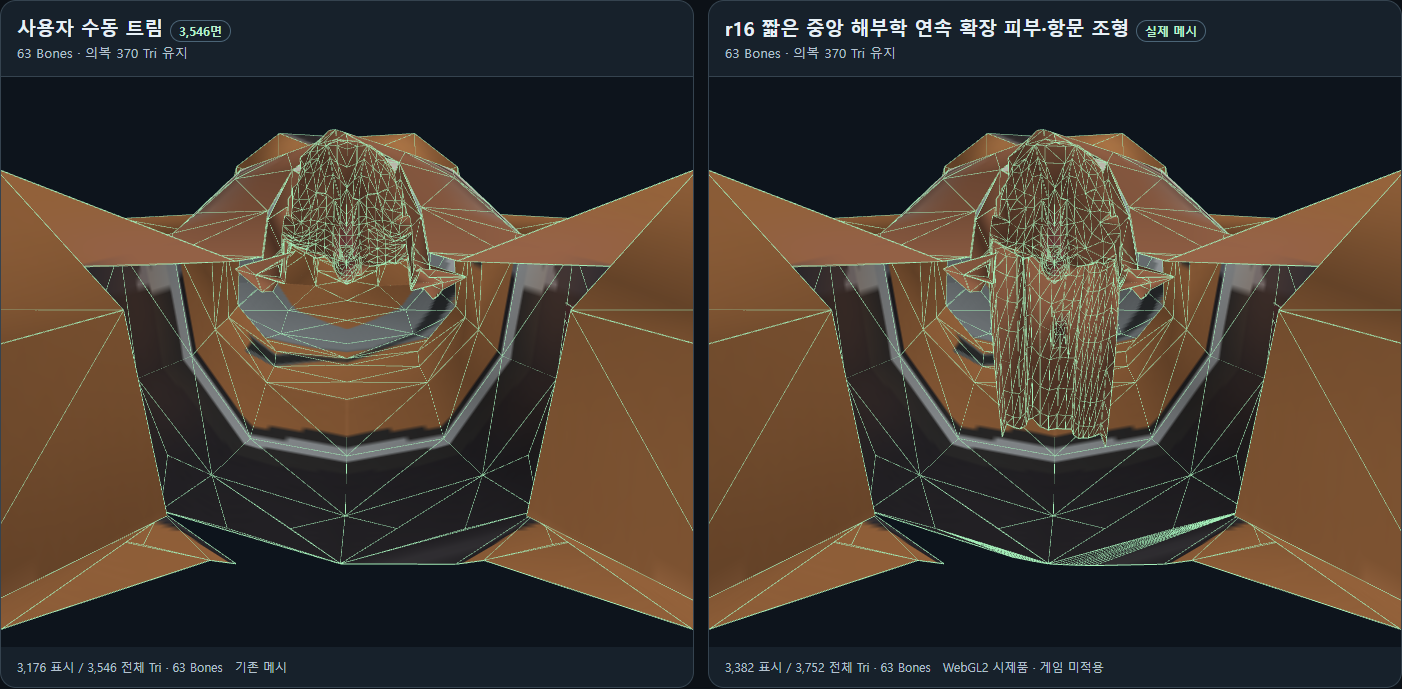 사용자 수동 트림 3,546면
63 Bones · 의복 370 Tri 유지
3,176 표시 / 3,546 전체 Tri · 63 Bones 기존 메시
r16 짧은 중앙 해부학 연속 확장 피부·항문 조형 실제 메시
63 Bones · 의복 370 Tri 유지
3,382 표시 / 3,752 전체 Tri · 63 Bones WebGL2 시제품 · 게임 미적용